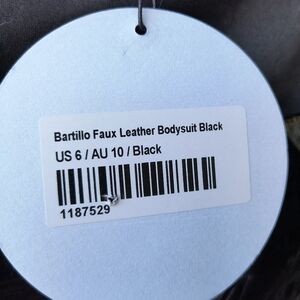 Bartillo Faux Leather Bodysuit Black
US 6 / AU 10 / Black
1187529